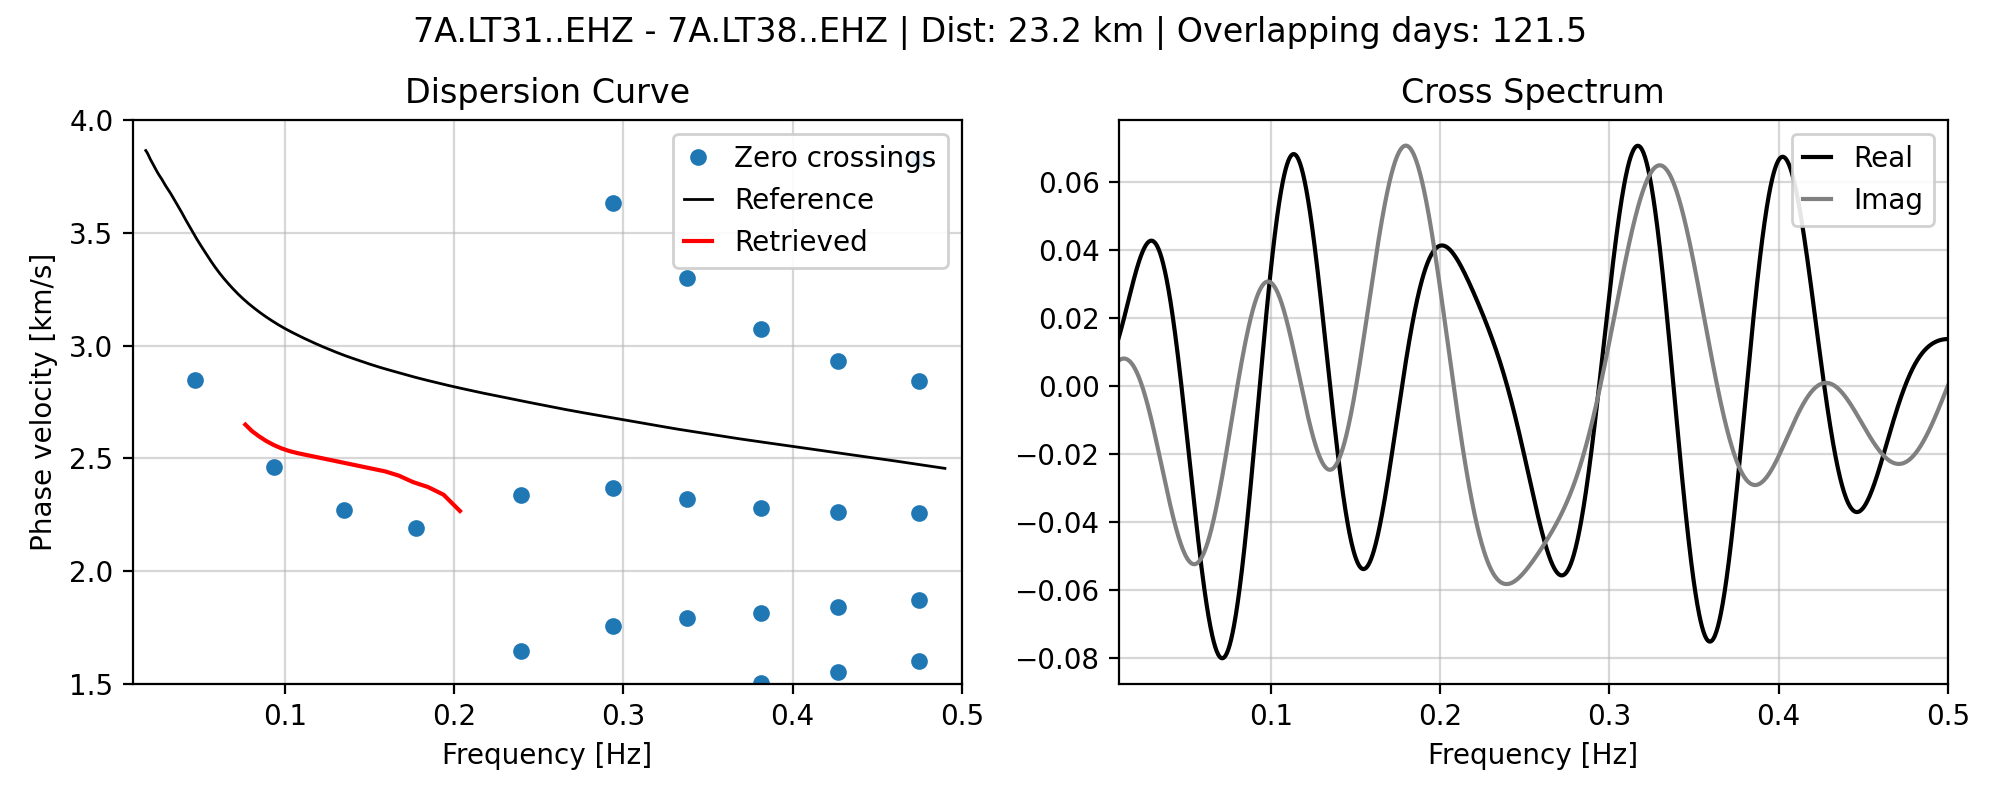 7A.LT31..EHZ - 7A.LT38..EHZ | Dist: 23.2 km | Overlapping days: 121.5
Dispersion Curve
Phase velocity [km/s]
4.0
3.5
3.0
2.5
2.0
1.5
Zero crossings
Reference
Retrieved
0.1
0.2
0.3
0.4
0.5
Frequency [Hz]
Cross Spectrum
0.06
0.04
0.02
0.00
−0.02
−0.04
−0.06
−0.08
Real
Imag
0.1
0.2
0.3
0.4
0.5
Frequency [Hz]